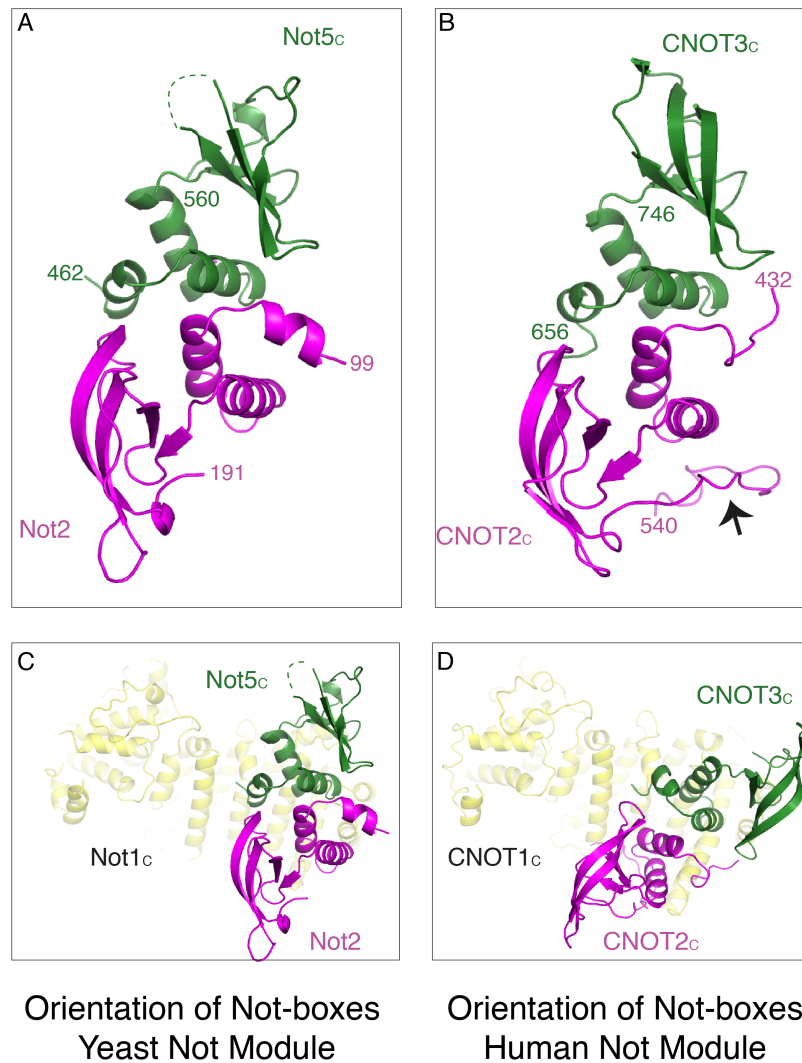 A
Not5C
560
462
99
191
Not2
B
CNOT3C
746
432
656
540
CNOT2C
C
Not5C
Not1C
Not2
D
CNOT3C
CNOT1C
CNOT2C
Orientation of Not-boxes
Yeast Not Module
Orientation of Not-boxes
Human Not Module